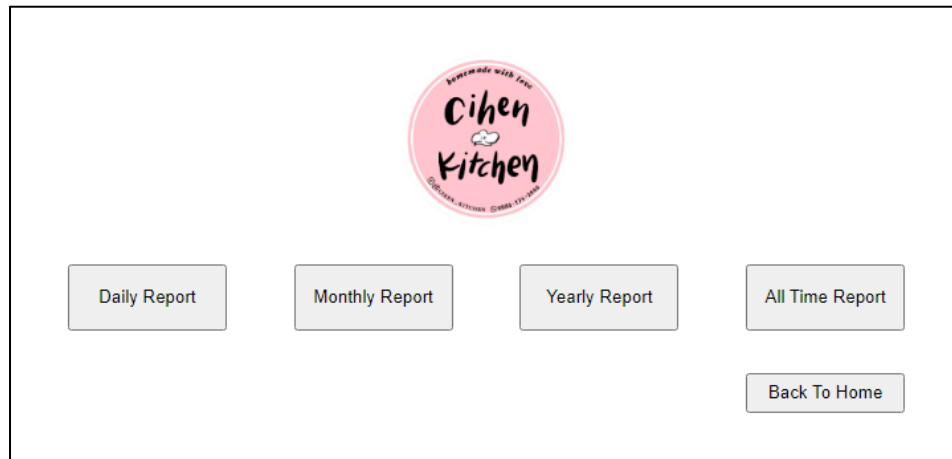 homemade with love
Cihen
Kitchen
Daily Report
Monthly Report
Yearly Report
All Time Report
Back To Home